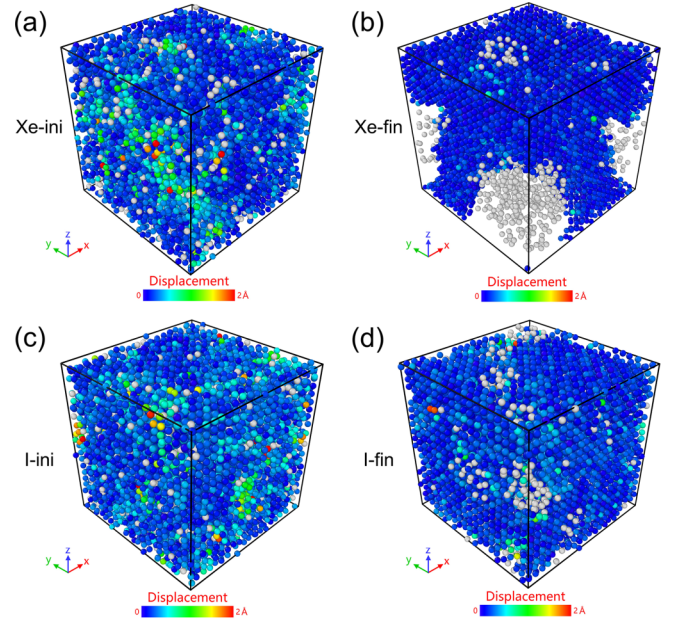 (a)
(b)
Xe-ini
Xe-fin
z
y
x
z
y
x
Displacement
0
2 Å
Displacement
0
2 Å
(c)
(d)
I-ini
I-fin
z
y
x
z
y
x
Displacement
0
2 Å
Displacement
0
2 Å